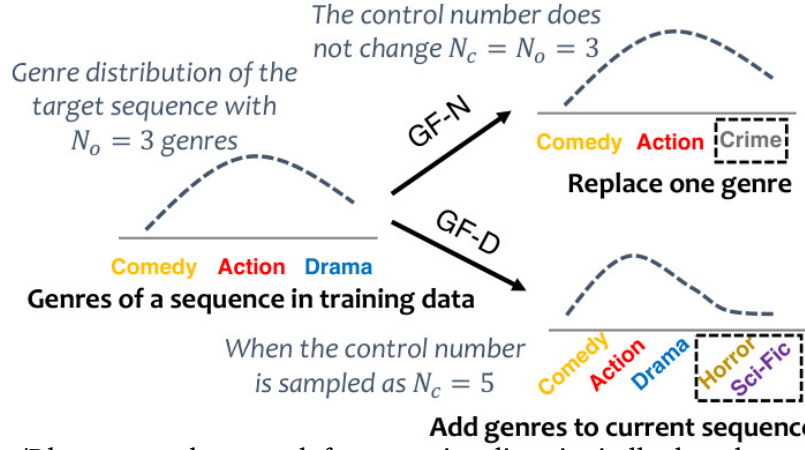 The control number does
not change N_c = N_o = 3
Genre distribution of the
target sequence with
N_o = 3 genres
GF-N
Comedy Action Crime
Replace one genre
GF-D
Comedy Action Drama
Genres of a sequence in training data
When the control number
is sampled as N_c = 5
Comedy Action Drama Horror Sci-Fic
Add genres to current sequence